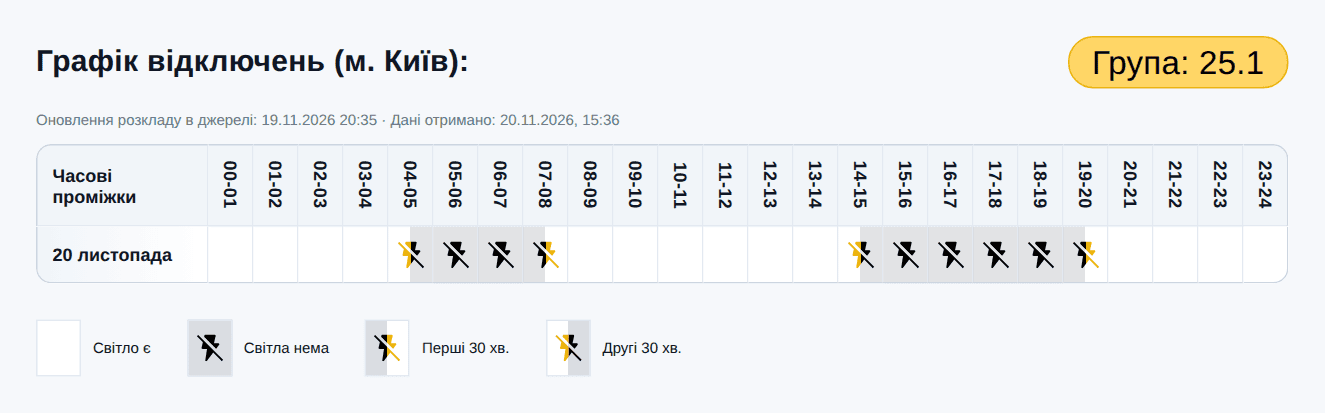 Графік відключень (м. Київ):
Група: 25.1
Оновлення розкладу в джерелі: 19.11.2026 20:35 · Дані отримано: 20.11.2026, 15:36
Часові
проміжки
00-01
01-02
02-03
03-04
04-05
05-06
06-07
07-08
08-09
09-10
10-11
11-12
12-13
13-14
14-15
15-16
16-17
17-18
18-19
19-20
20-21
21-22
22-23
23-24
20 листопада
Світло є
Світла нема
Перші 30 хв.
Другі 30 хв.